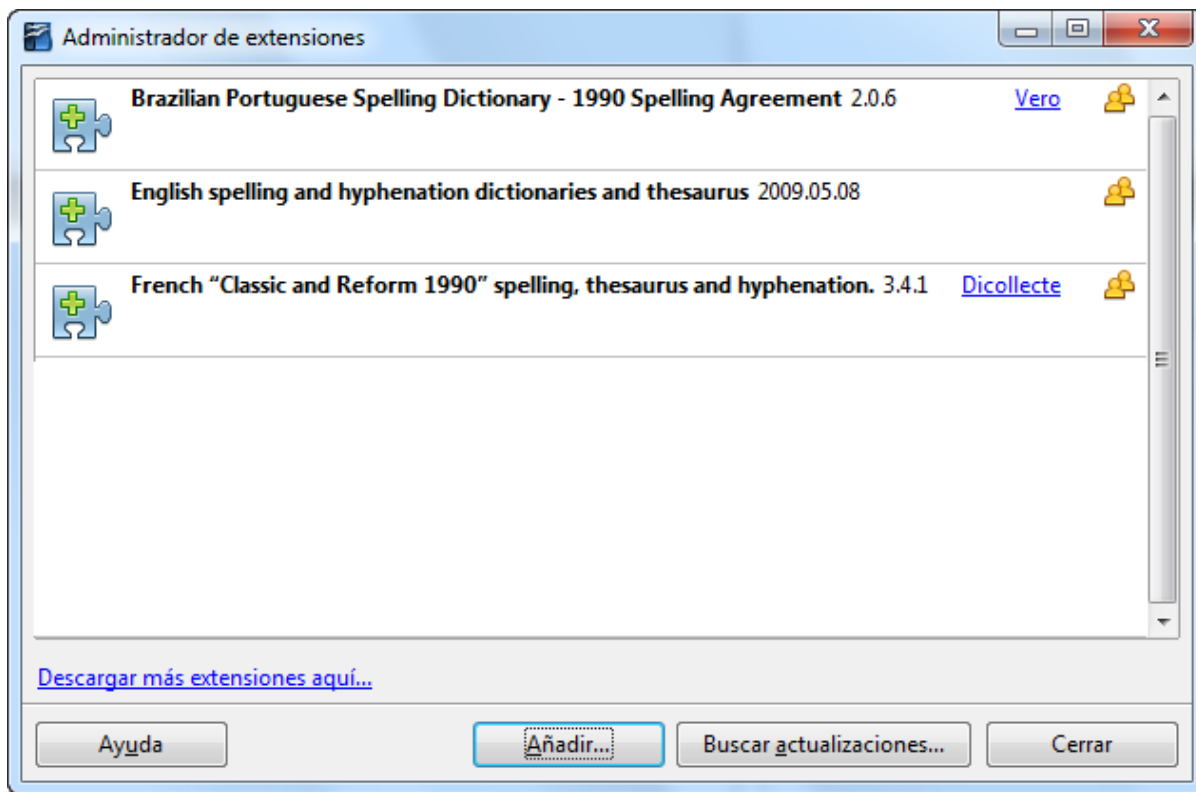 Administrador de extensiones
Brazilian Portuguese Spelling Dictionary - 1990 Spelling Agreement 2.0.6 Vero
English spelling and hyphenation dictionaries and thesaurus 2009.05.08
French “Classic and Reform 1990” spelling, thesaurus and hyphenation. 3.4.1 Dicollecte
Descargar más extensiones aquí...
Ayuda Añadir... Buscar actualizaciones... Cerrar